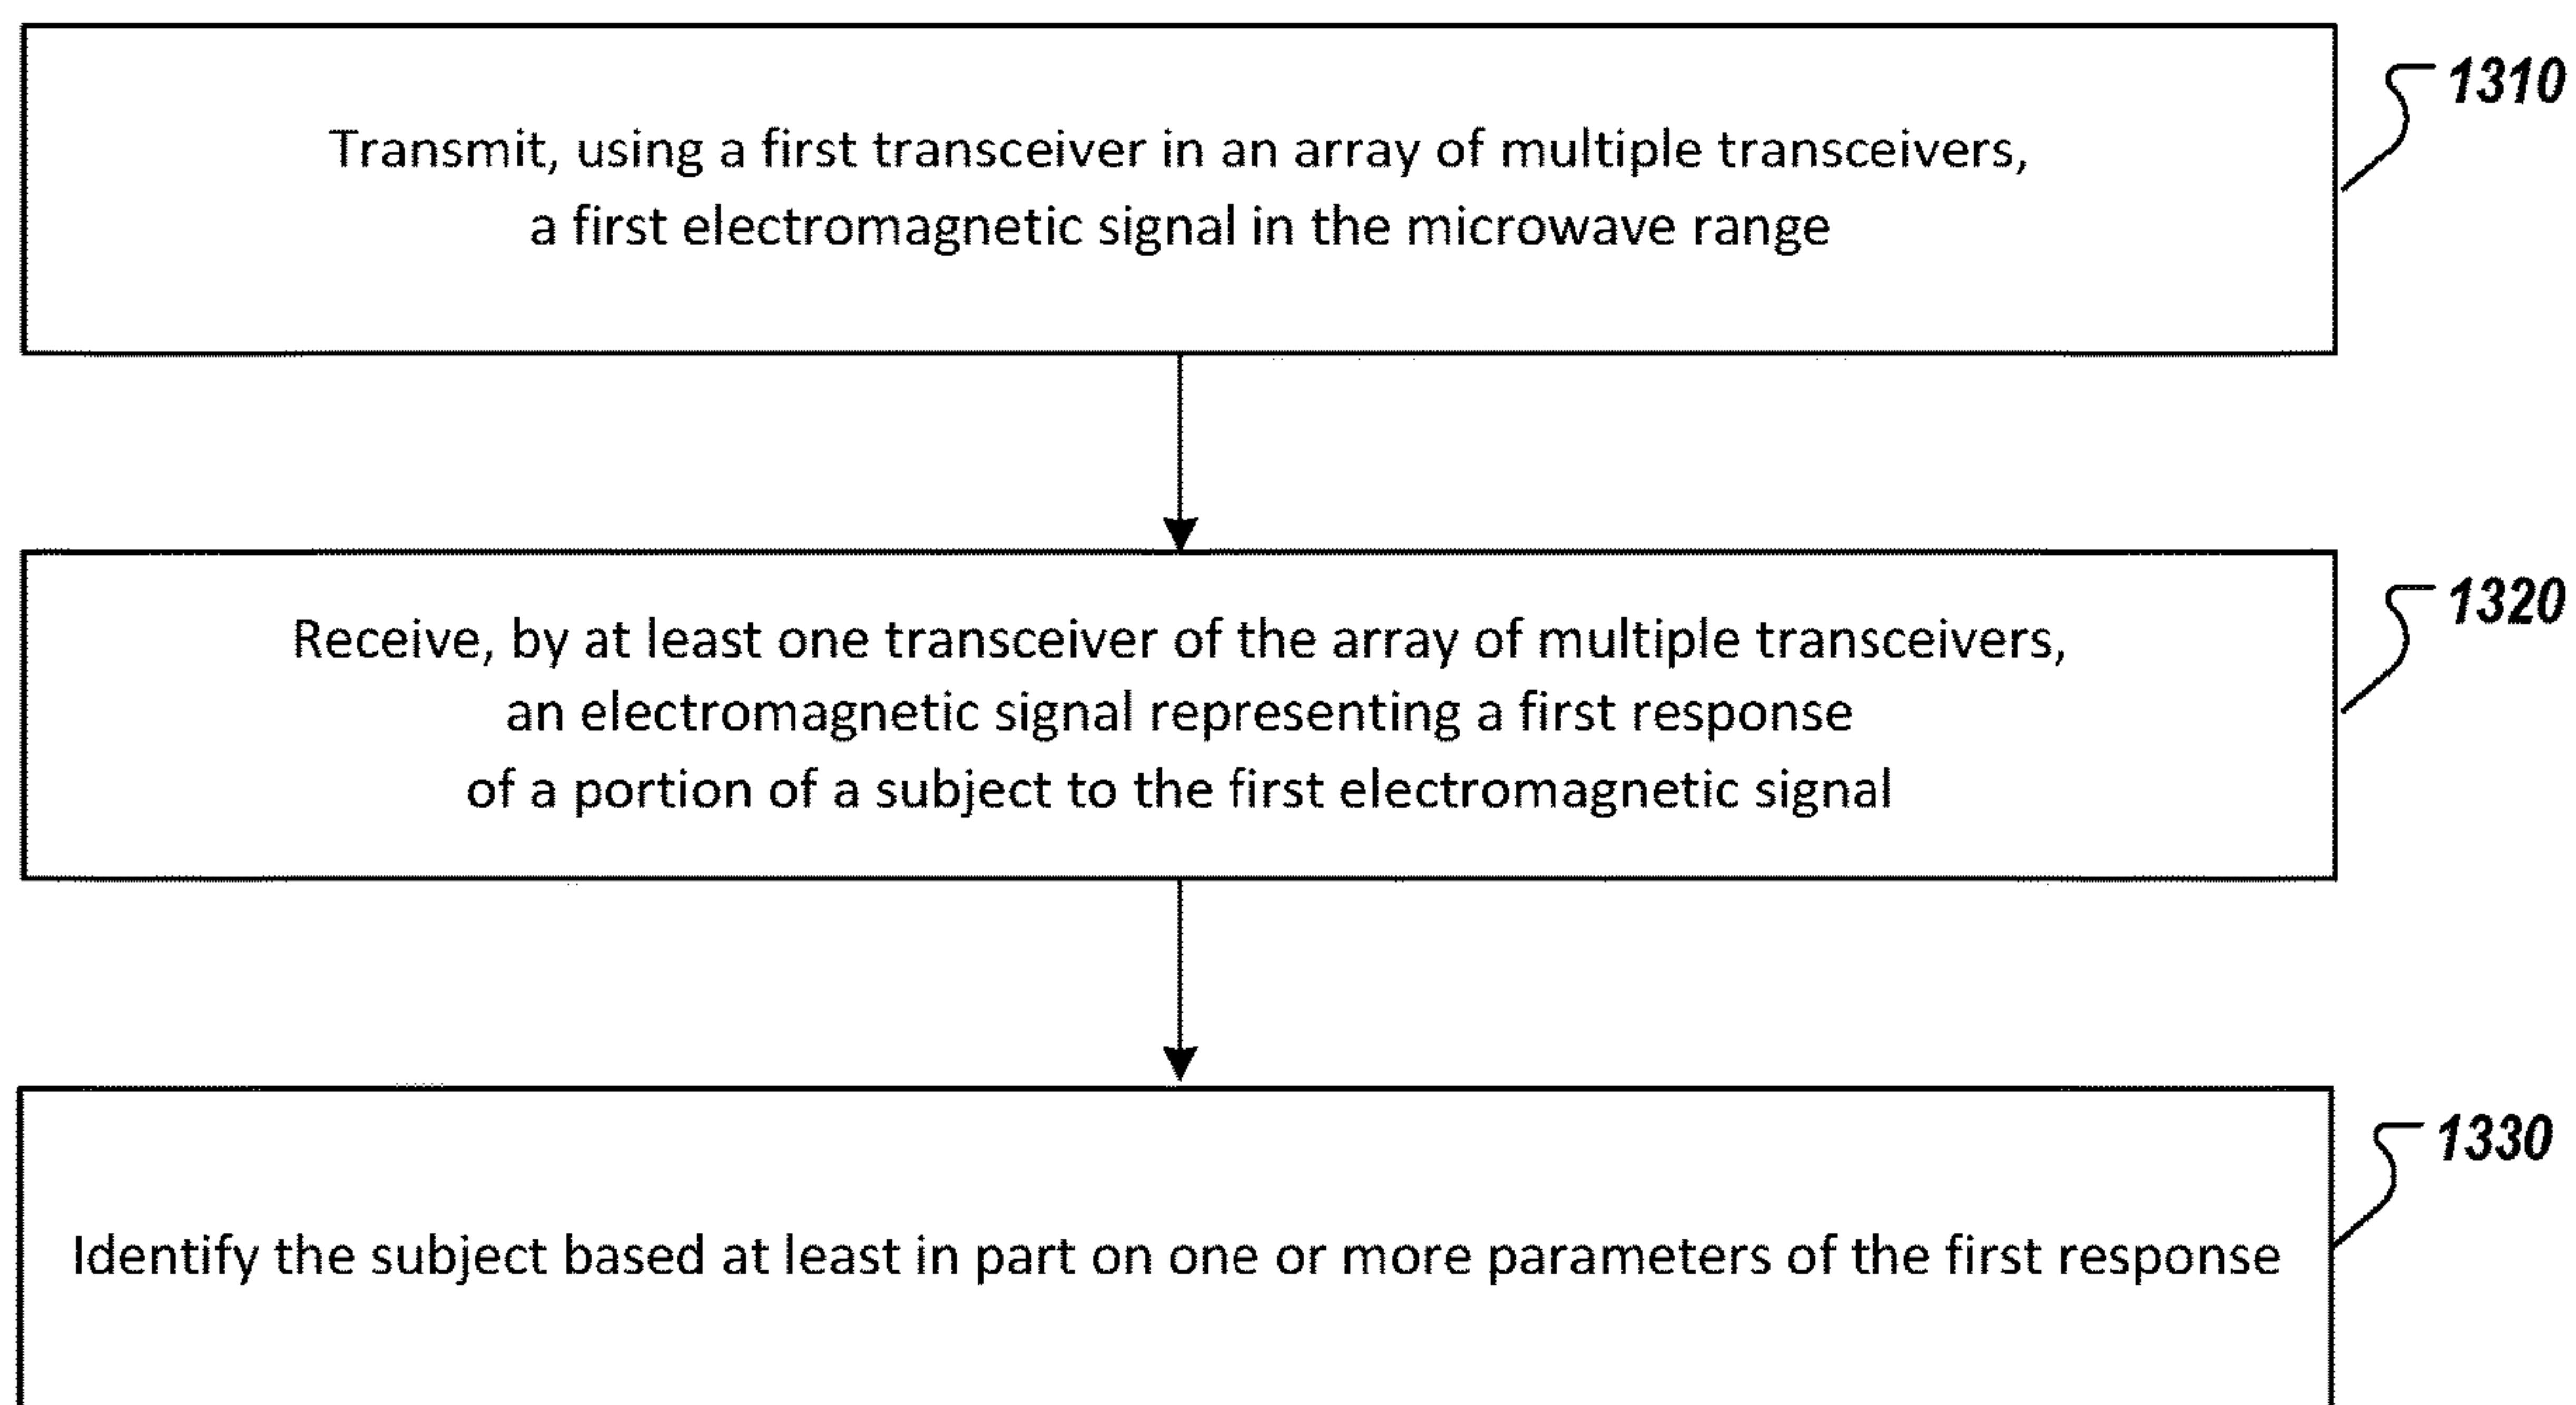 Transmit, using a first transceiver in an array of multiple transceivers,
a first electromagnetic signal in the microwave range
1310
Receive, by at least one transceiver of the array of multiple transceivers,
an electromagnetic signal representing a first response
of a portion of a subject to the first electromagnetic signal
1320
Identify the subject based at least in part on one or more parameters of the first response
1330